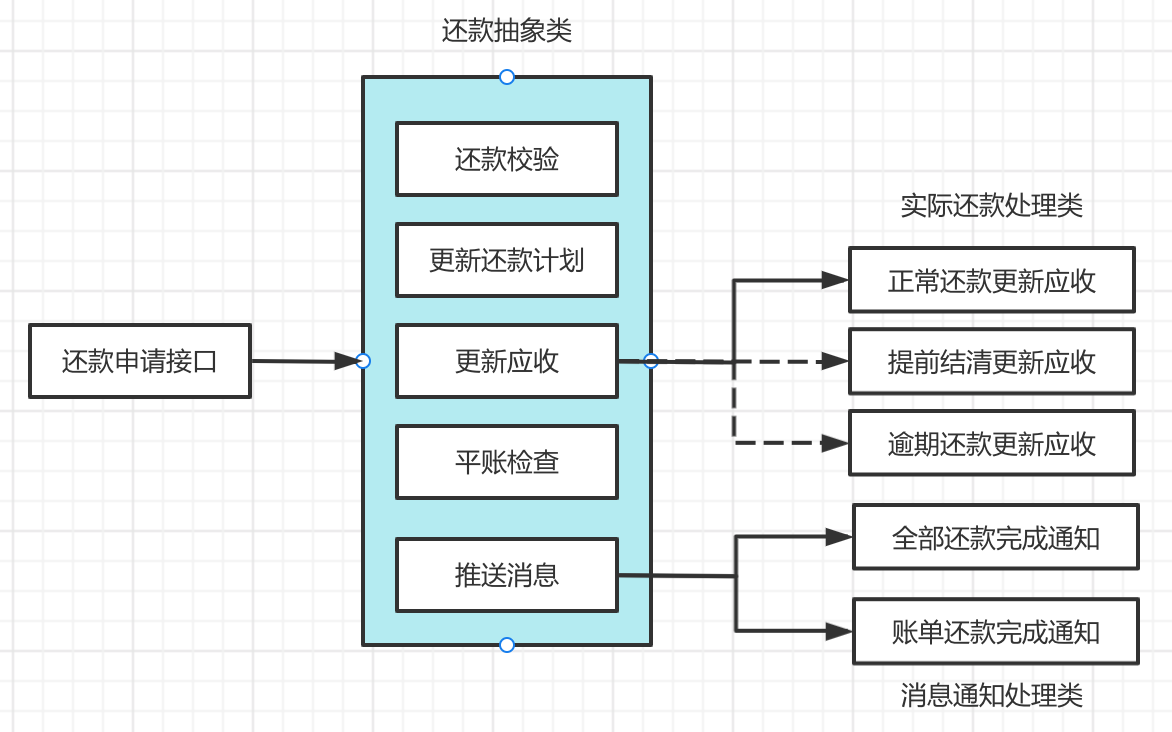 还款抽象类
还款校验
更新还款计划
还款申请接口
更新应收
平账检查
推送消息
实际还款处理类
正常还款更新应收
提前结清更新应收
逾期还款更新应收
全部还款完成通知
账单还款完成通知
消息通知处理类